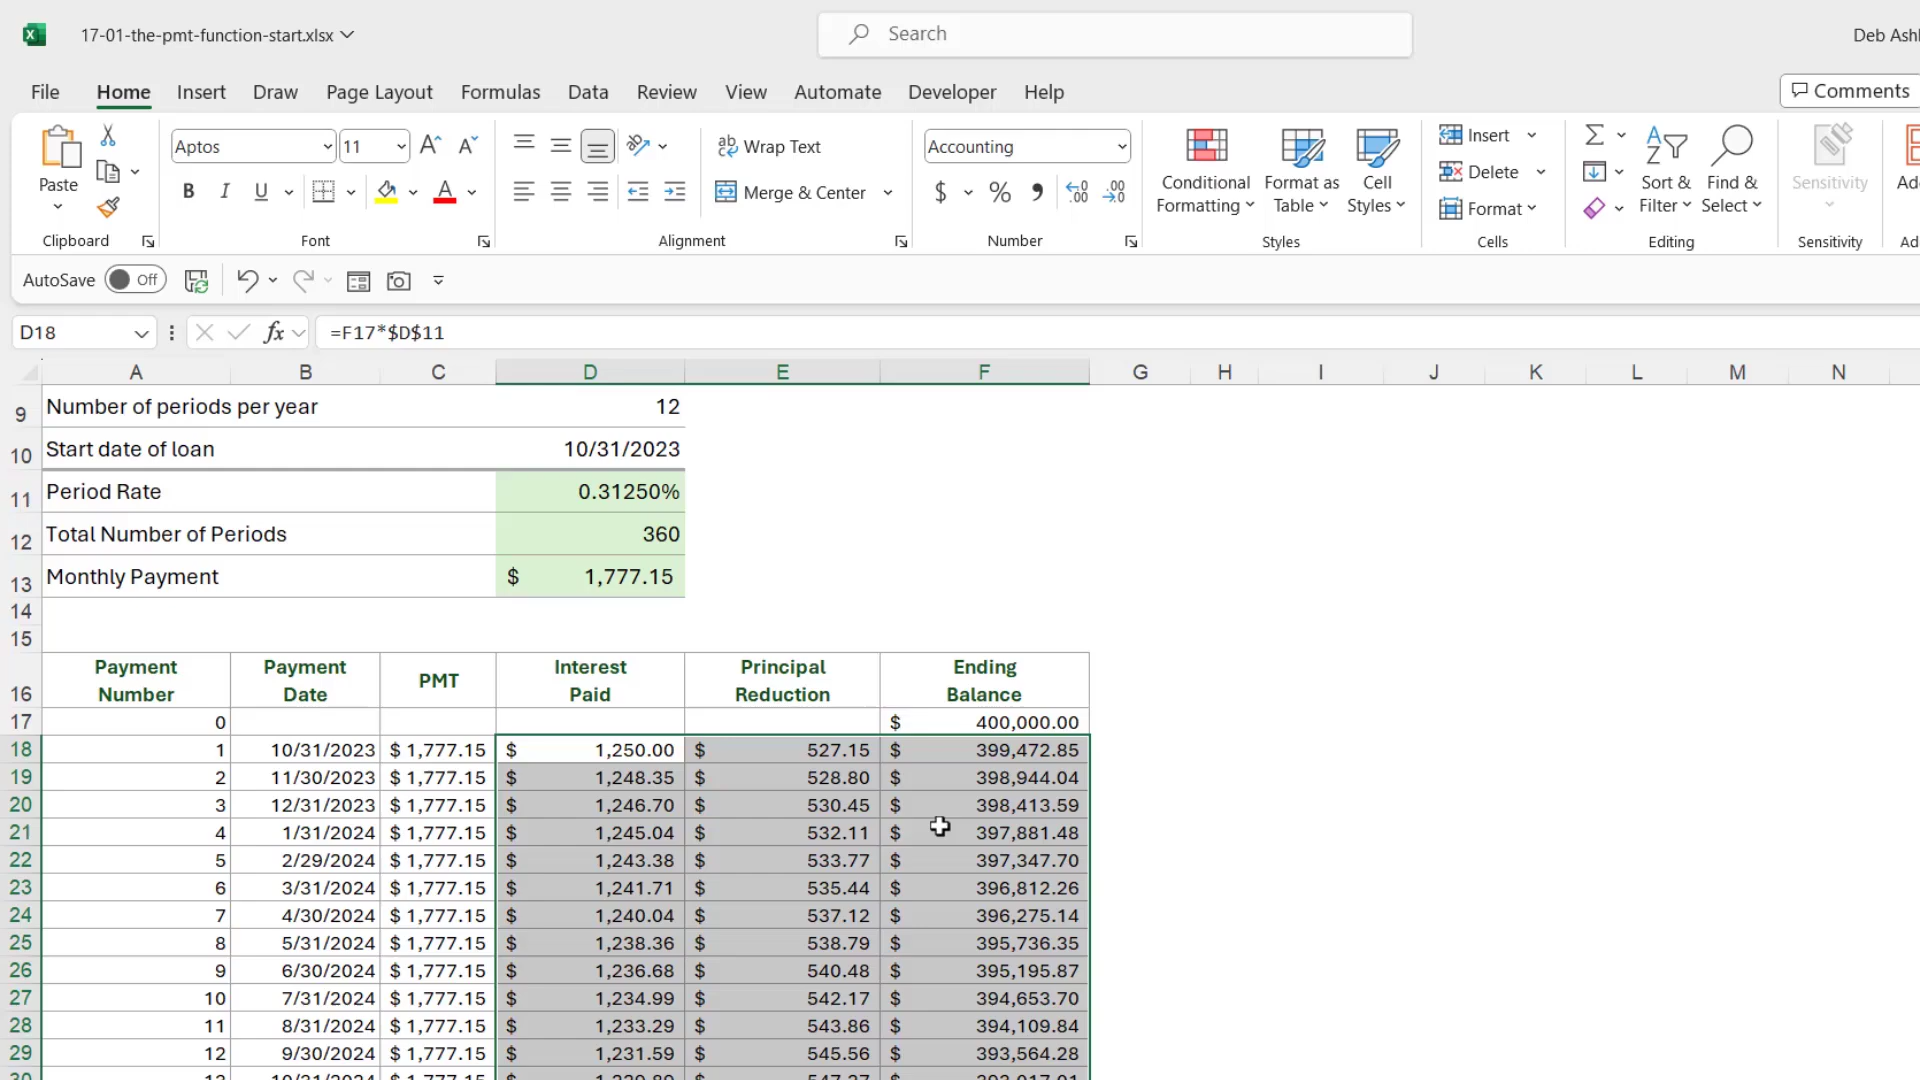 17-01-the-pmt-function-start.xlsx
Search
Deb Ash
File Home Insert Draw Page Layout Formulas Data Review View Automate Developer Help
Comments
Paste
Aptos 11
B I U
Wrap Text
Merge & Center
Accounting
$ % ,
Conditional Formatting
Format as Table
Cell Styles
Insert
Delete
Format
Sort & Filter
Find & Select
Sensitivity
Clipboard Font Alignment Number Styles Cells Editing Sensitivity
AutoSave Off
D18 fx =F17*$D$11
A B C D E F G H I J K L M N
9 Number of periods per year 12
10 Start date of loan 10/31/2023
11 Period Rate 0.31250%
12 Total Number of Periods 360
13 Monthly Payment $ 1,777.15
14
15
16 Payment Number Payment Date PMT Interest Paid Principal Reduction Ending Balance
17 0 $ 400,000.00
18 1 10/31/2023 $ 1,777.15 $ 1,250.00 $ 527.15 $ 399,472.85
19 2 11/30/2023 $ 1,777.15 $ 1,248.35 $ 528.80 $ 398,944.04
20 3 12/31/2023 $ 1,777.15 $ 1,246.70 $ 530.45 $ 398,413.59
21 4 1/31/2024 $ 1,777.15 $ 1,245.04 $ 532.11 $ 397,881.48
22 5 2/29/2024 $ 1,777.15 $ 1,243.38 $ 533.77 $ 397,347.70
23 6 3/31/2024 $ 1,777.15 $ 1,241.71 $ 535.44 $ 396,812.26
24 7 4/30/2024 $ 1,777.15 $ 1,240.04 $ 537.12 $ 396,275.14
25 8 5/31/2024 $ 1,777.15 $ 1,238.36 $ 538.79 $ 395,736.35
26 9 6/30/2024 $ 1,777.15 $ 1,236.68 $ 540.48 $ 395,195.87
27 10 7/31/2024 $ 1,777.15 $ 1,234.99 $ 542.17 $ 394,653.70
28 11 8/31/2024 $ 1,777.15 $ 1,233.29 $ 543.86 $ 394,109.84
29 12 9/30/2024 $ 1,777.15 $ 1,231.59 $ 545.56 $ 393,564.28